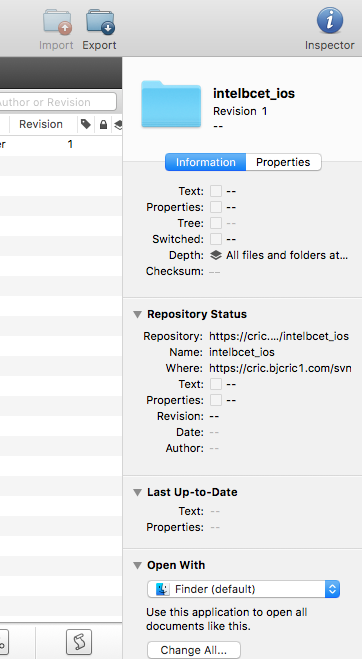 Import Export Inspector
Author or Revision
Revision
er 1
intelbcet_ios
Revision 1
--
Information Properties
Text: --
Properties: --
Tree: --
Switched: --
Depth: All files and folders at...
Checksum: --
Repository Status
Repository: https://cric..../intelbcet_ios
Name: intelbcet_ios
Where: https://cric.bjcric1.com/svn
Text: --
Properties: --
Revision: --
Date: --
Author: --
Last Up-to-Date
Text: --
Properties: --
Open With
Finder (default)
Use this application to open all
documents like this.
Change All...